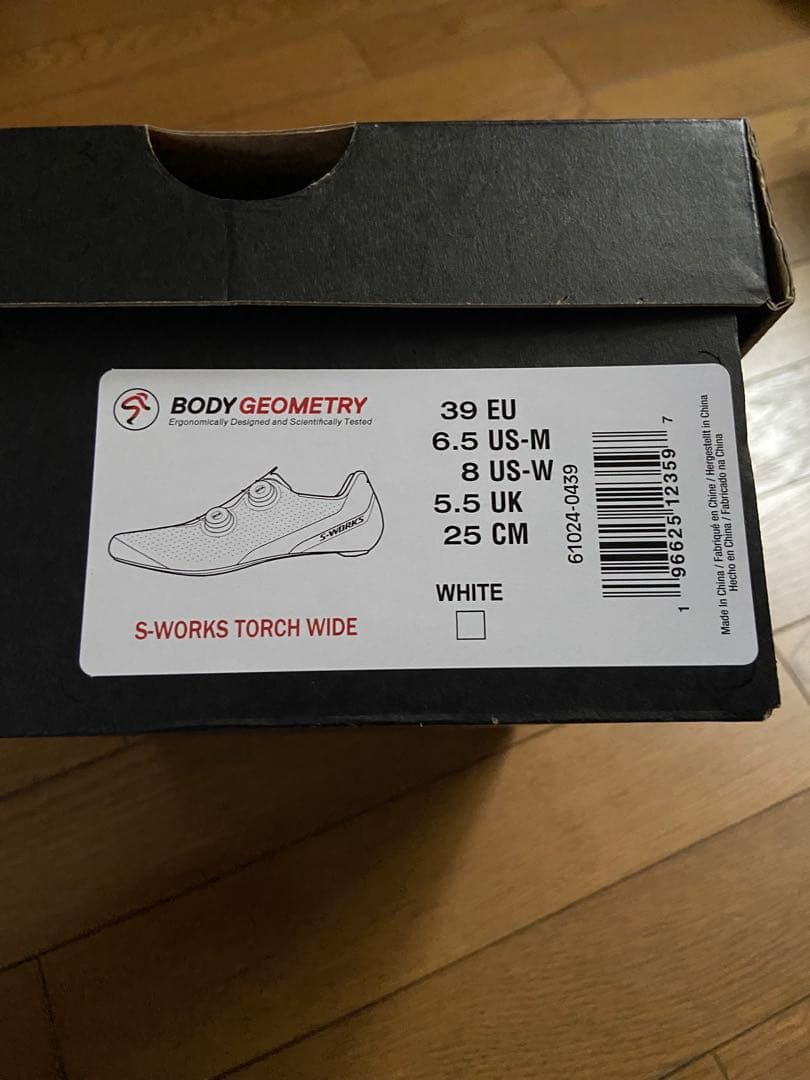 BODY GEOMETRY
Ergonomically Designed and Scientifically Tested
S-WORKS
S-WORKS TORCH WIDE
39 EU
6.5 US-M
8 US-W
5.5 UK
25 CM
WHITE
61024-0439
1 96625 12359 7
Made In China / Fabriqué en Chine / Hergestellt in China
Hecho en China / Fabricado na China